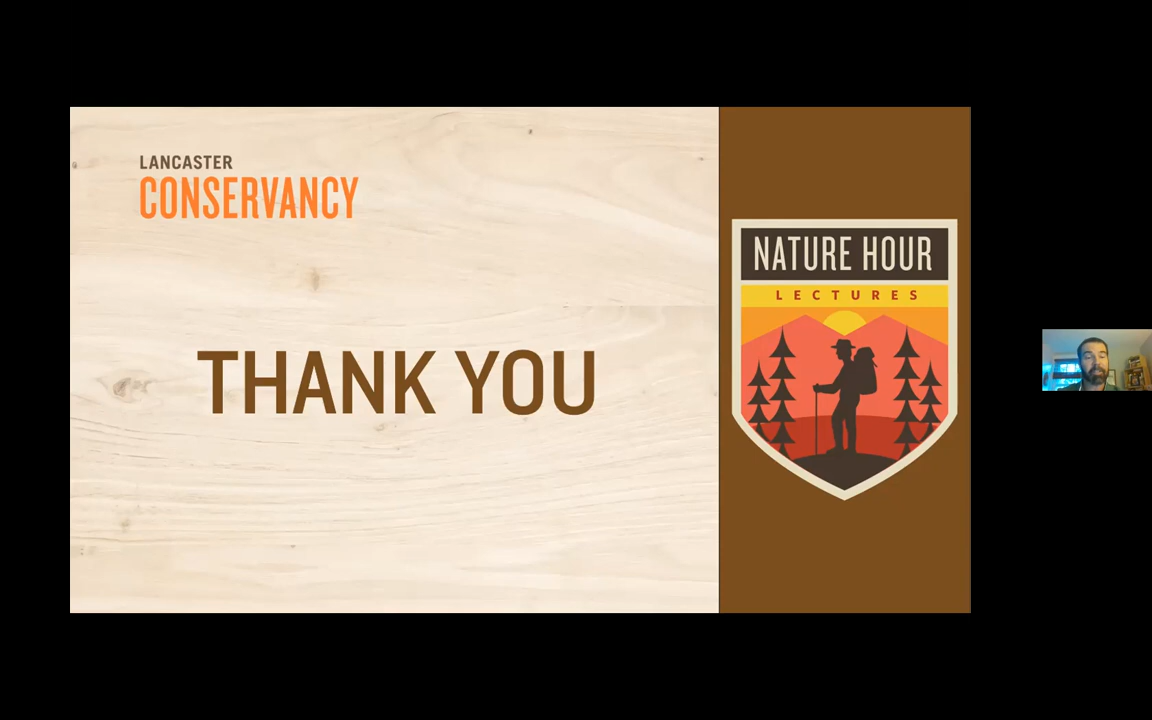 LANCASTER
CONSERVANCY
THANK YOU
NATURE HOUR
LECTURES